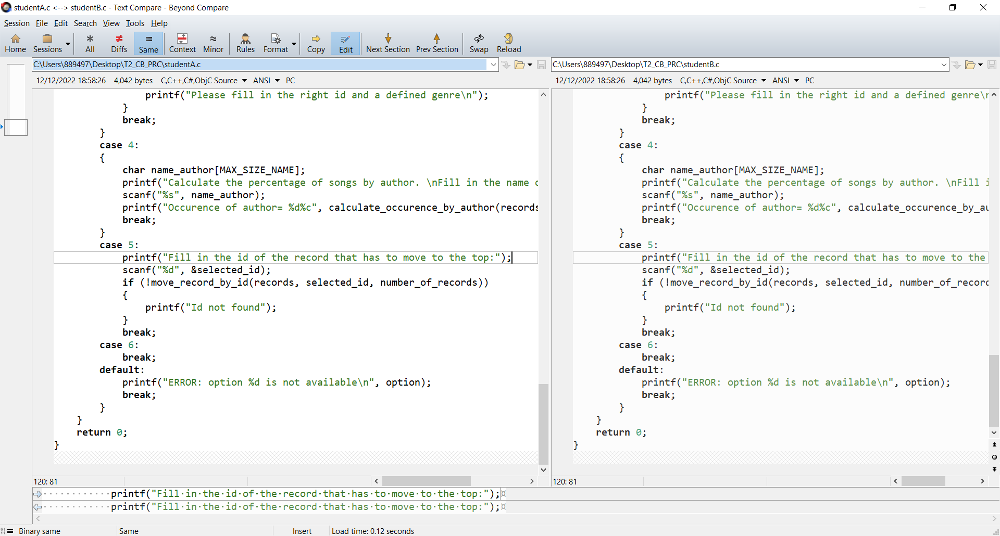 studentA.c <--> studentB.c - Text Compare - Beyond Compare
Session File Edit Search View Tools Help
Home Sessions All Diffs Same Context Minor Rules Format Copy Edit Next Section Prev Section Swap Reload
C:\Users\889497\Desktop\T2_CB_PRC\studentA.c
12/12/2022 18:58:26 4,042 bytes C,C++,C#,ObjC Source ANSI PC
printf("Please fill in the right id and a defined genre\n");
}
break;
}
case 4:
{
char name_author[MAX_SIZE_NAME];
printf("Calculate the percentage of songs by author. \nFill in the name
scanf("%s", name_author);
printf("Occurence of author= %d%c", calculate_occurence_by_author(records
break;
}
case 5:
printf("Fill in the id of the record that has to move to the top:");
scanf("%d", &selected_id);
if (!move_record_by_id(records, selected_id, number_of_records))
{
printf("Id not found");
}
break;
case 6:
break;
default:
printf("ERROR: option %d is not available\n", option);
break;
}
}
return 0;
}
120: 81
C:\Users\889497\Desktop\T2_CB_PRC\studentB.c
12/12/2022 18:58:26 4,042 bytes C,C++,C#,ObjC Source ANSI PC
printf("Please fill in the right id and a defined genre\
}
break;
}
case 4:
{
char name_author[MAX_SIZE_NAME];
printf("Calculate the percentage of songs by author. \nFill
scanf("%s", name_author);
printf("Occurence of author= %d%c", calculate_occurence_by_au
break;
}
case 5:
printf("Fill in the id of the record that has to move to the
scanf("%d", &selected_id);
if (!move_record_by_id(records, selected_id, number_of_recor
{
printf("Id not found");
}
break;
case 6:
break;
default:
printf("ERROR: option %d is not available\n", option);
break;
}
}
return 0;
}
120: 81
············printf("Fill·in·the·id·of·the·record·that·has·to·move·to·the·top:");¤
············printf("Fill·in·the·id·of·the·record·that·has·to·move·to·the·top:");¤
Binary same Same Insert Load time: 0.12 seconds